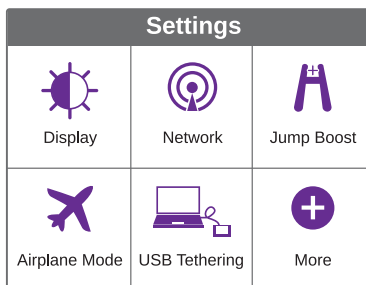 Settings
Display Network Jump Boost
Airplane Mode USB Tethering More